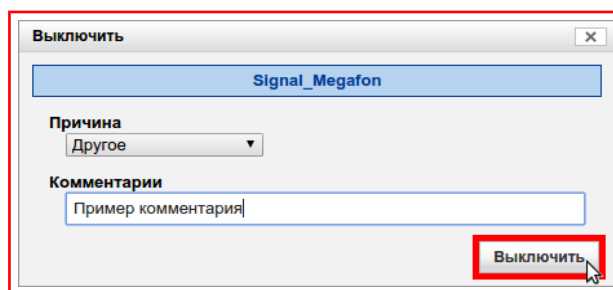 Выключить
Signal_Megafon
Причина
Другое
Комментарии
Пример комментария
Выключить